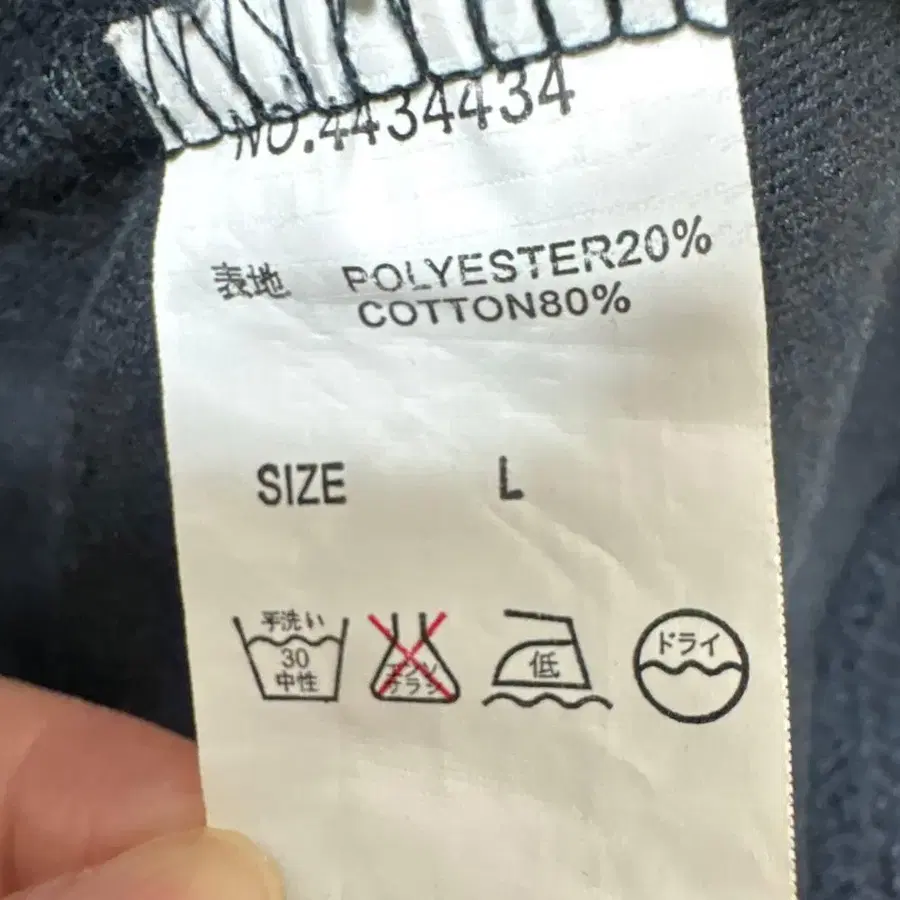 NO.4434434
表地 POLYESTER20%
COTTON80%
SIZE L
手洗い
30
中性
エンソ
サラシ
低
ドライ